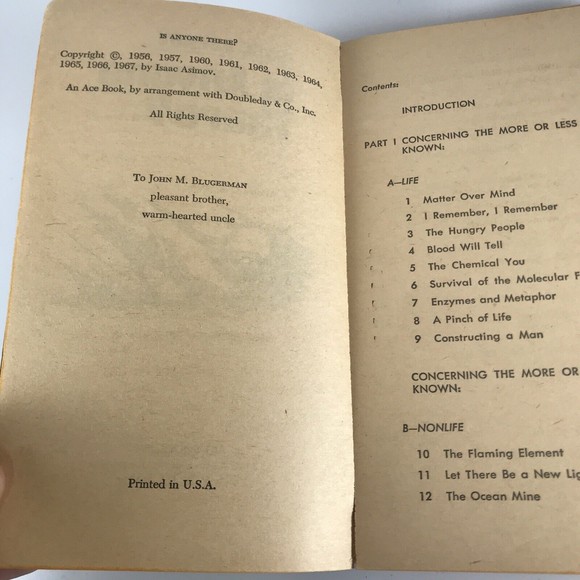 IS ANYONE THERE?
Copyright ©, 1956, 1957, 1960, 1961, 1962, 1963, 1964,
1965, 1966, 1967, by Isaac Asimov.
An Ace Book, by arrangement with Doubleday & Co., Inc.
All Rights Reserved
To JOHN M. BLUGERMAN
pleasant brother,
warm-hearted uncle
Printed in U.S.A.
Contents:
INTRODUCTION
PART 1 CONCERNING THE MORE OR LESS
KNOWN:
A—LIFE
1 Matter Over Mind
2 I Remember, I Remember
3 The Hungry People
4 Blood Will Tell
5 The Chemical You
6 Survival of the Molecular F
7 Enzymes and Metaphor
8 A Pinch of Life
9 Constructing a Man
CONCERNING THE MORE OR
KNOWN:
B—NONLIFE
10 The Flaming Element
11 Let There Be a New Lig
12 The Ocean Mine